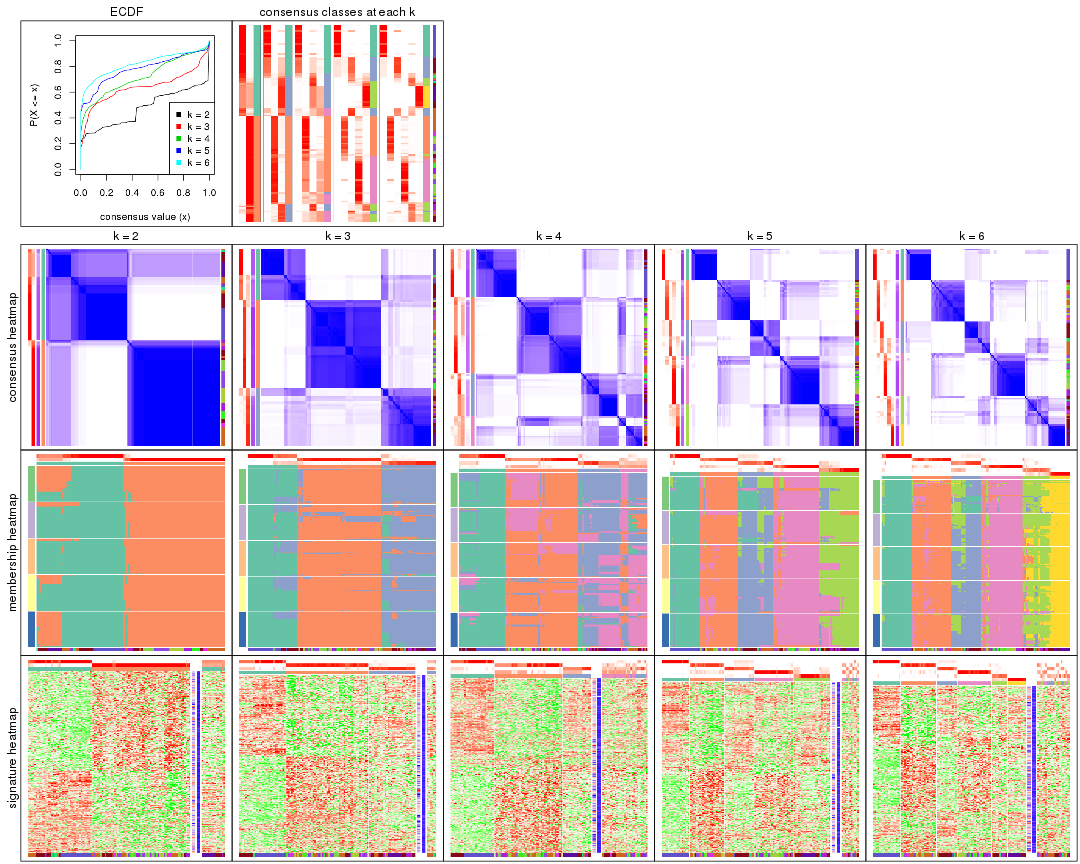 ECDF
consensus classes at each k
P(X <= x)
0.0 0.2 0.4 0.6 0.8 1.0
k = 2
k = 3
k = 4
k = 5
k = 6
0.0 0.2 0.4 0.6 0.8 1.0
consensus value (x)
k = 2 k = 3 k = 4 k = 5 k = 6
consensus heatmap
membership heatmap
signature heatmap